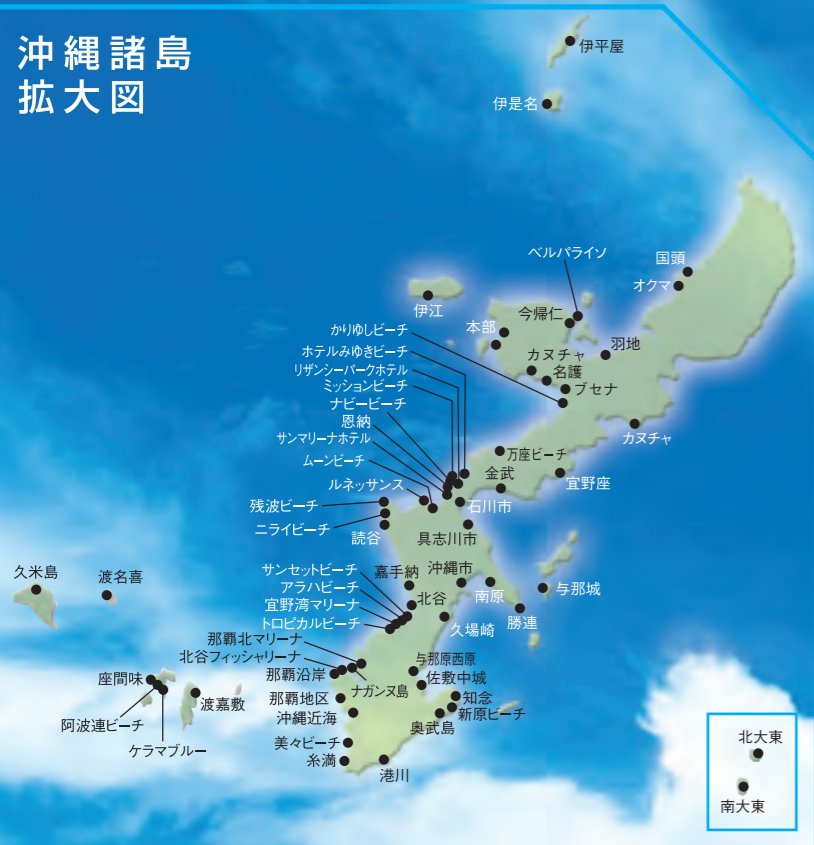 沖縄諸島
拡大図
伊平屋
伊是名
ベルパライソ
国頭
オクマ
伊江
今帰仁
本部
かりゆしビーチ
羽地
ホテルみゆきビーチ
カヌチャ
リザンシーパークホテル
名護
ミッションビーチ
ブセナ
ナビービーチ
恩納
カヌチャ
サンマリーナホテル
万座ビーチ
ムーンビーチ
金武
宜野座
ルネッサンス
残波ビーチ
石川市
ニライビーチ
読谷
具志川市
サンセットビーチ
嘉手納
沖縄市
久米島
渡名喜
アラハビーチ
南原
与那城
宜野湾マリーナ
北谷
トロピカルビーチ
久場崎
勝連
那覇北マリーナ
北谷フィッシャリーナ
与那原西原
那覇沿岸
座間味
佐敷中城
ナガンヌ島
渡嘉敷
那覇地区
知念
沖縄近海
新原ビーチ
阿波連ビーチ
奥武島
ケラマブルー
美々ビーチ
北大東
糸満
港川
南大東